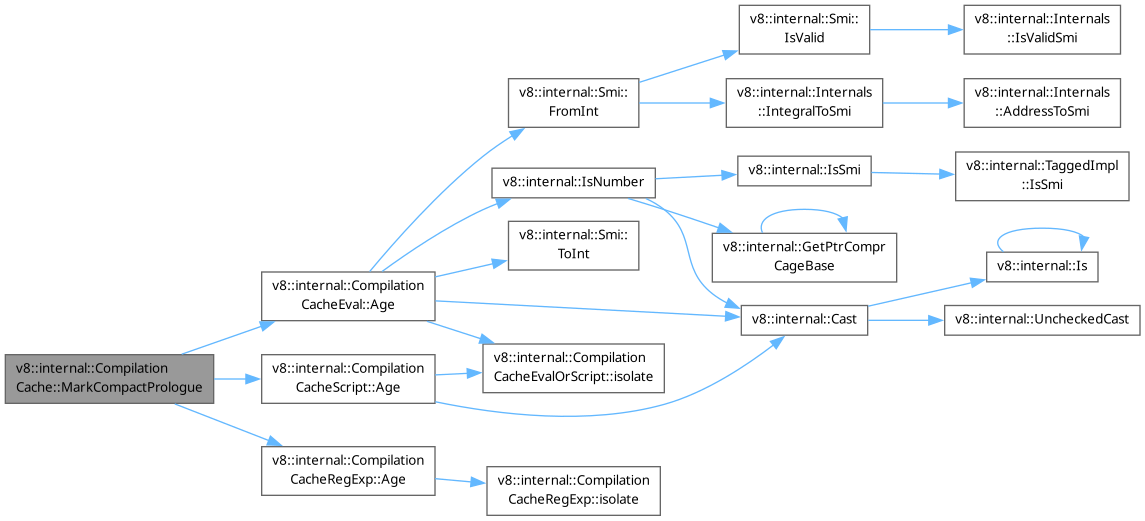 v8::internal::Smi::
IsValid
v8::internal::Internals
::IsValidSmi
v8::internal::Smi::
FromInt
v8::internal::Internals
::IntegralToSmi
v8::internal::Internals
::AddressToSmi
v8::internal::IsNumber
v8::internal::IsSmi
v8::internal::TaggedImpl
::IsSmi
v8::internal::Smi::
ToInt
v8::internal::GetPtrCompr
CageBase
v8::internal::Is
v8::internal::Compilation
CacheEval::Age
v8::internal::Cast
v8::internal::UncheckedCast
v8::internal::Compilation
Cache::MarkCompactPrologue
v8::internal::Compilation
CacheScript::Age
v8::internal::Compilation
CacheEvalOrScript::isolate
v8::internal::Compilation
CacheRegExp::Age
v8::internal::Compilation
CacheRegExp::isolate